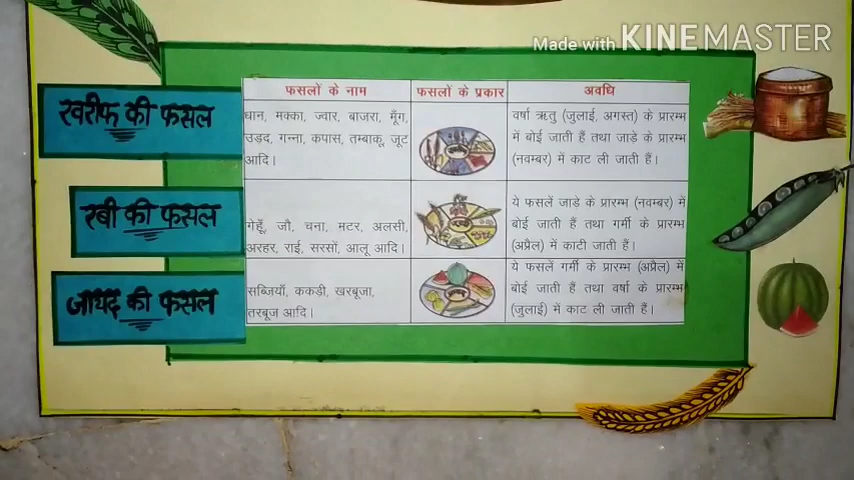 Made with KINEMASTER
फसलों के नाम
फसलों के प्रकार
अवधि
खरीफ की फसल
धान, मक्का, ज्वार, बाजरा, मूँग,
उड़द, गन्ना, कपास, तम्बाकू, जूट
आदि।
वर्षा ऋतु (जुलाई, अगस्त) के प्रारम्भ
में बोई जाती हैं तथा जाड़े के प्रारम्भ
(नवम्बर) में काट ली जाती हैं।
रबी की फसल
गेहूँ, जौ, चना, मटर, अलसी,
अरहर, राई, सरसों, आलू आदि।
ये फसलें जाड़े के प्रारम्भ (नवम्बर) में
बोई जाती हैं तथा गर्मी के प्रारम्भ
(अप्रैल) में काटी जाती हैं।
जायद की फसल
सब्जियाँ, ककड़ी, खरबूजा,
तरबूज आदि।
ये फसलें गर्मी के प्रारम्भ (अप्रैल) में
बोई जाती हैं तथा वर्षा के प्रारम्भ
(जुलाई) में काट ली जाती हैं।